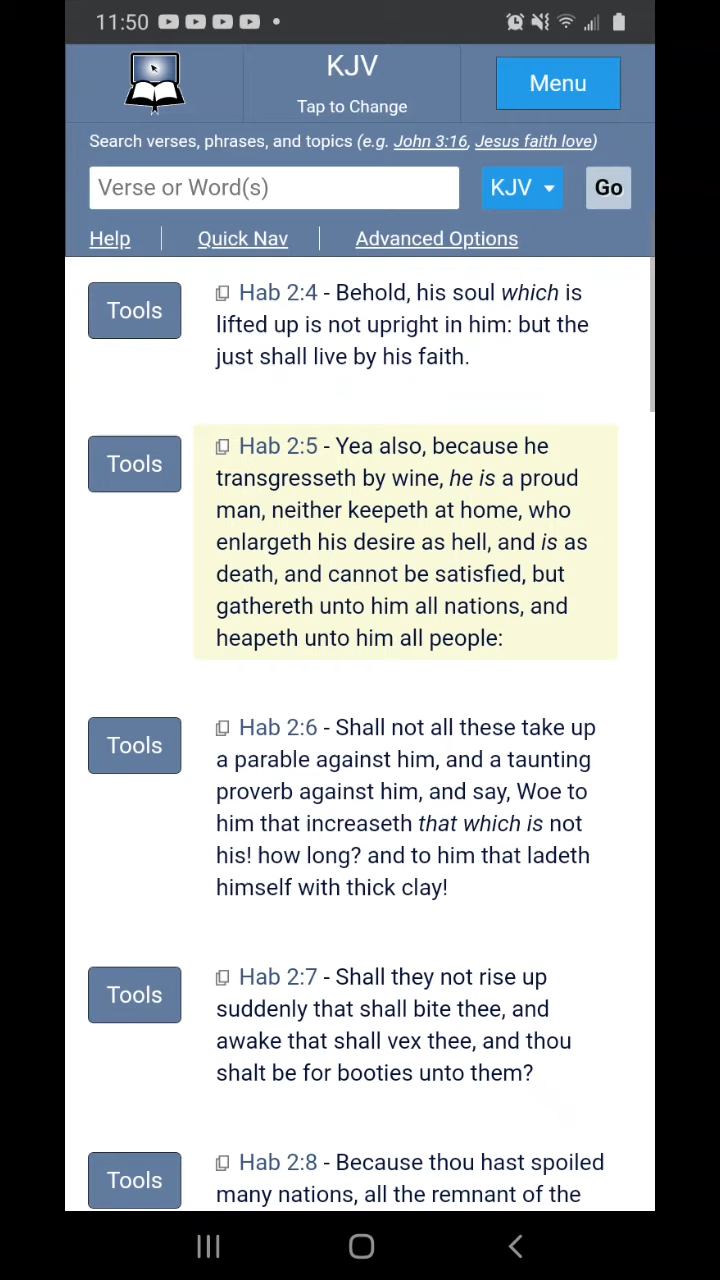 11:50
KJV
Tap to Change
Menu
Search verses, phrases, and topics (e.g. John 3:16, Jesus faith love)
Verse or Word(s)
KJV
Go
Help
Quick Nav
Advanced Options
Tools
Hab 2:4 - Behold, his soul which is
lifted up is not upright in him: but the
just shall live by his faith.
Tools
Hab 2:5 - Yea also, because he
transgresseth by wine, he is a proud
man, neither keepeth at home, who
enlargeth his desire as hell, and is as
death, and cannot be satisfied, but
gathereth unto him all nations, and
heapeth unto him all people:
Tools
Hab 2:6 - Shall not all these take up
a parable against him, and a taunting
proverb against him, and say, Woe to
him that increaseth that which is not
his! how long? and to him that ladeth
himself with thick clay!
Tools
Hab 2:7 - Shall they not rise up
suddenly that shall bite thee, and
awake that shall vex thee, and thou
shalt be for booties unto them?
Tools
Hab 2:8 - Because thou hast spoiled
many nations, all the remnant of the